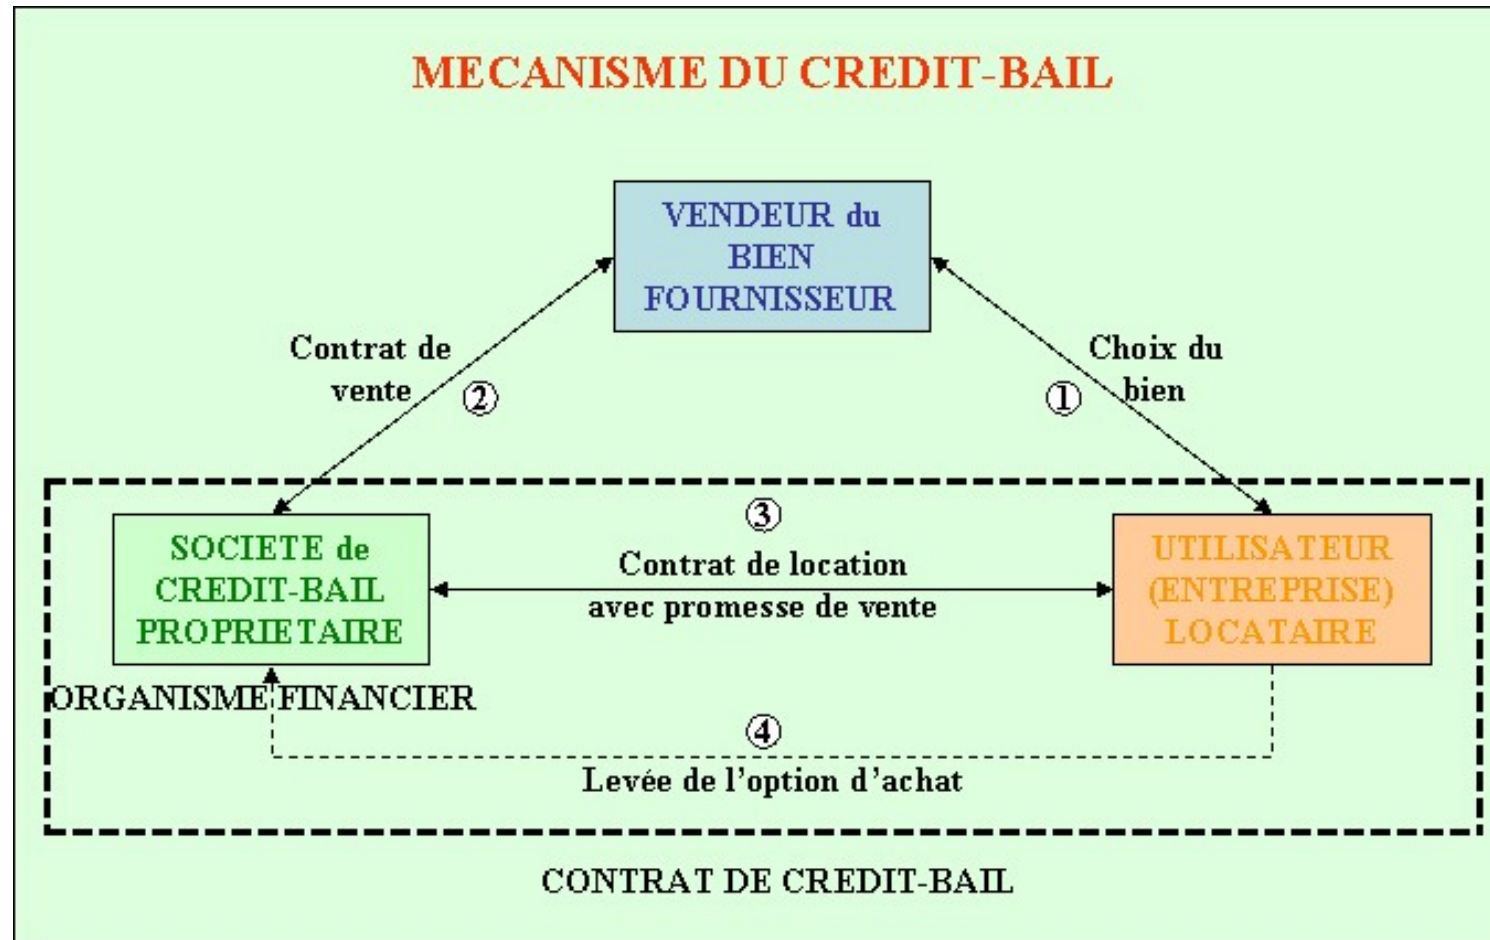 MECANISME DU CREDIT-BAIL
VENDEUR du
BIEN
FOURNISSEUR
Contrat de
vente
②
Choix du
bien
①
③
SOCIETE de
CREDIT-BAIL
PROPRIETAIRE
Contrat de location
avec promesse de vente
UTILISATEUR
(ENTREPRISE)
LOCATAIRE
ORGANISME FINANCIER
④
Levée de l'option d'achat
CONTRAT DE CREDIT-BAIL